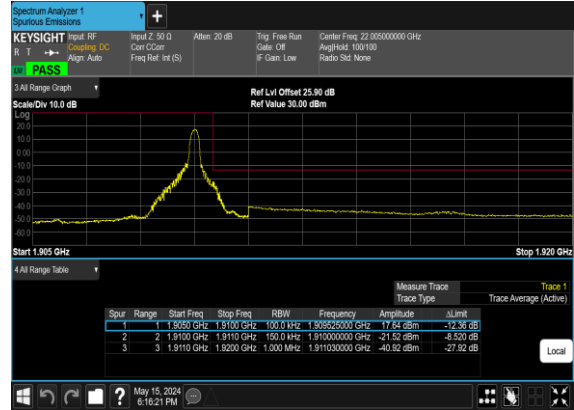 Spectrum Analyzer 1
Spurious Emissions
KEYSIGHT Input: RF Input Z: 50 Ω Atten: 20 dB Trig: Free Run Center Freq: 22.005000000 GHz
R T Coupling: DC Corr CCorr Gate: Off Avg|Hold: 100/100
Align: Auto Freq Ref: Int (S) IF Gain: Low Radio Std: None
PASS
3 All Range Graph Ref Lvl Offset 25.90 dB
Scale/Div 10.0 dB Ref Value 30.00 dBm
Log
20.0
10.0
0.00
-10.0
-20.0
-30.0
-40.0
-50.0
-60.0
Start 1.905 GHz Stop 1.920 GHz
4 All Range Table
Measure Trace Trace 1
Trace Type Trace Average (Active)
Spur Range Start Freq Stop Freq RBW Frequency Amplitude ΔLimit
1 1 1.9050 GHz 1.9100 GHz 100.0 kHz 1.909525000 GHz 17.64 dBm -12.36 dB
2 2 1.9100 GHz 1.9110 GHz 150.0 kHz 1.910000000 GHz -21.52 dBm -8.520 dB
3 3 1.9110 GHz 1.9200 GHz 1.000 MHz 1.911030000 GHz -40.92 dBm -27.92 dB
Local
May 15, 2024
6:16:21 PM